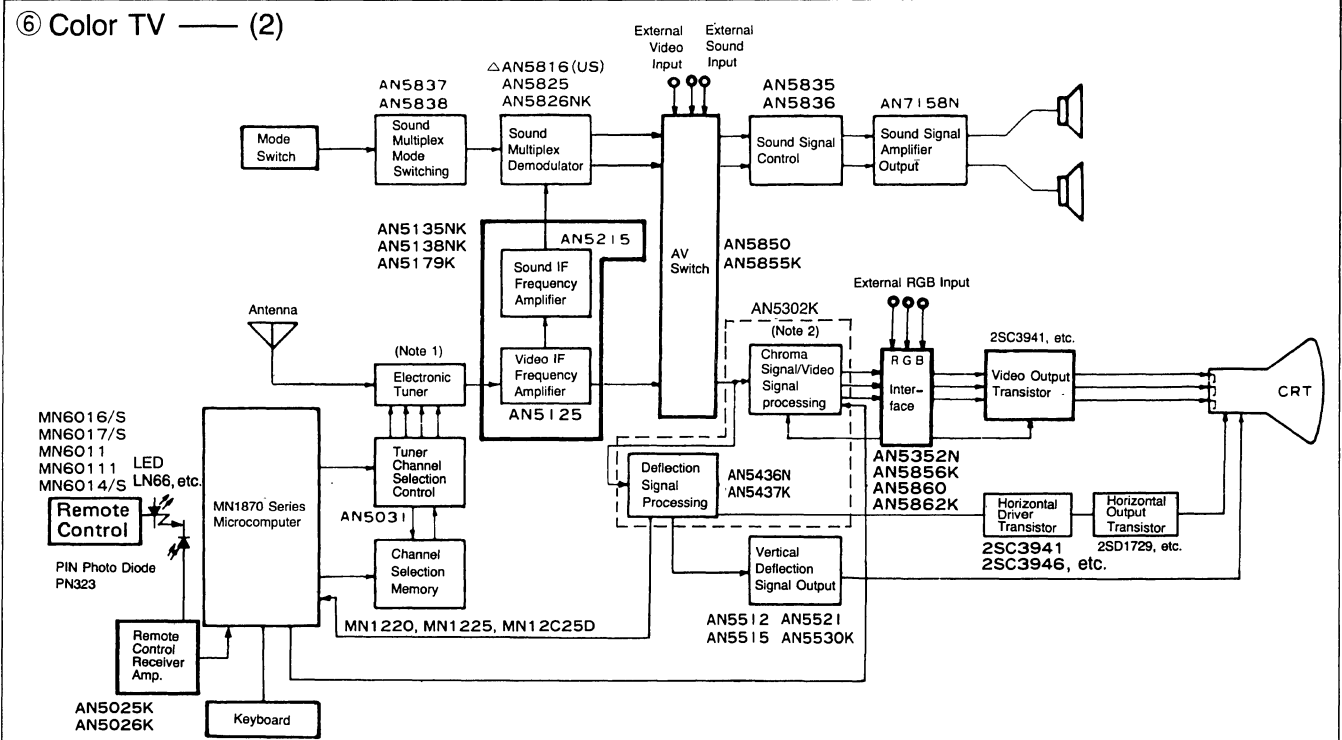 ⑥ Color TV —— (2)
External
Video
Input
External
Sound
Input
△AN5816(US)
AN5825
AN5826NK
AN5837
AN5838
AN5835
AN5836
AN7158N
Mode
Switch
Sound
Multiplex
Mode
Switching
Sound
Multiplex
Demodulator
Sound Signal
Control
Sound Signal
Amplifier
Output
AN5135NK
AN5138NK
AN5179K
AN5215
Sound IF
Frequency
Amplifier
AV
Switch
AN5850
AN5855K
External RGB Input
AN5302K
(Note 2)
Antenna
(Note 1)
Electronic
Tuner
Video IF
Frequency
Amplifier
AN5125
Chroma
Signal/Video
Signal
processing
R G B
Inter-
face
2SC3941, etc.
Video Output
Transistor
CRT
MN6016/S
MN6017/S
MN6011
MN60111
MN6014/S
LED
LN66, etc.
Remote
Control
PIN Photo Diode
PN323
MN1870 Series
Microcomputer
Tuner
Channel
Selection
Control
AN5031
Channel
Selection
Memory
Deflection
Signal
Processing
AN5436N
AN5437K
AN5352N
AN5856K
AN5860
AN5862K
Horizontal
Driver
Transistor
Horizontal
Output
Transistor
2SC3941
2SC3946, etc.
2SD1729, etc.
Vertical
Deflection
Signal Output
AN5512 AN5521
AN5515 AN5530K
MN1220, MN1225, MN12C25D
Remote
Control
Receiver
Amp.
AN5025K
AN5026K
Keyboard